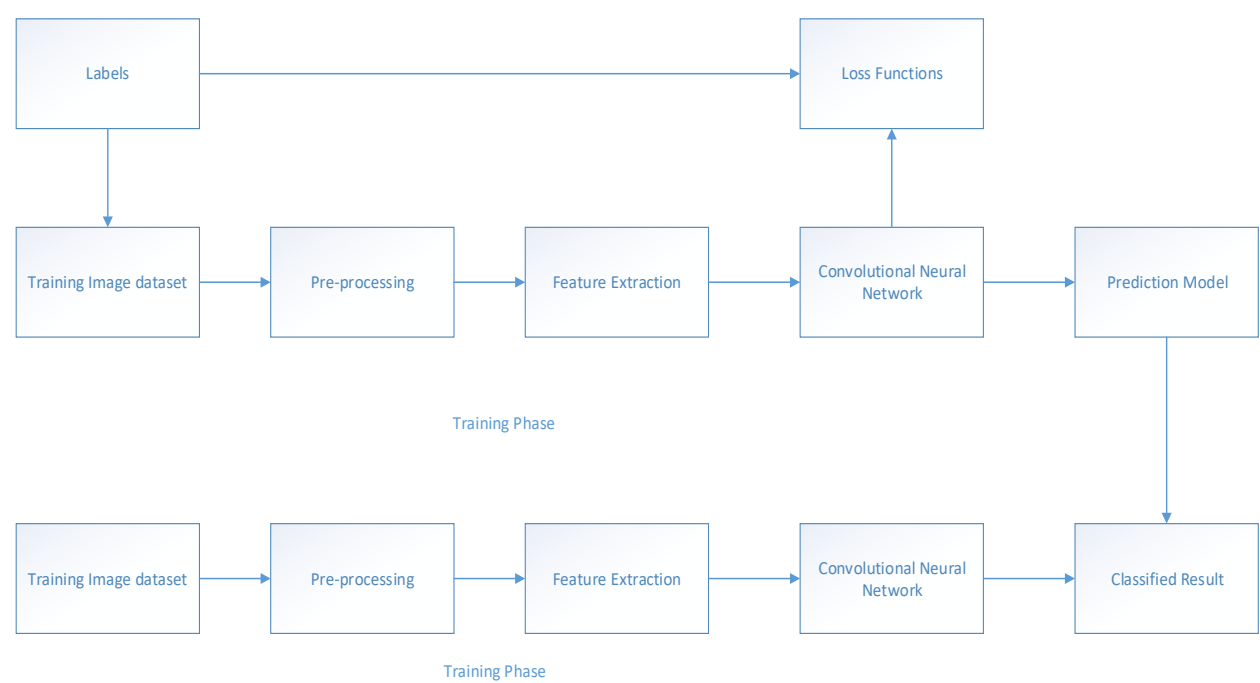 Labels
Loss Functions
Training Image dataset
Pre-processing
Feature Extraction
Convolutional Neural
Network
Prediction Model
Training Phase
Training Image dataset
Pre-processing
Feature Extraction
Convolutional Neural
Network
Classified Result
Training Phase